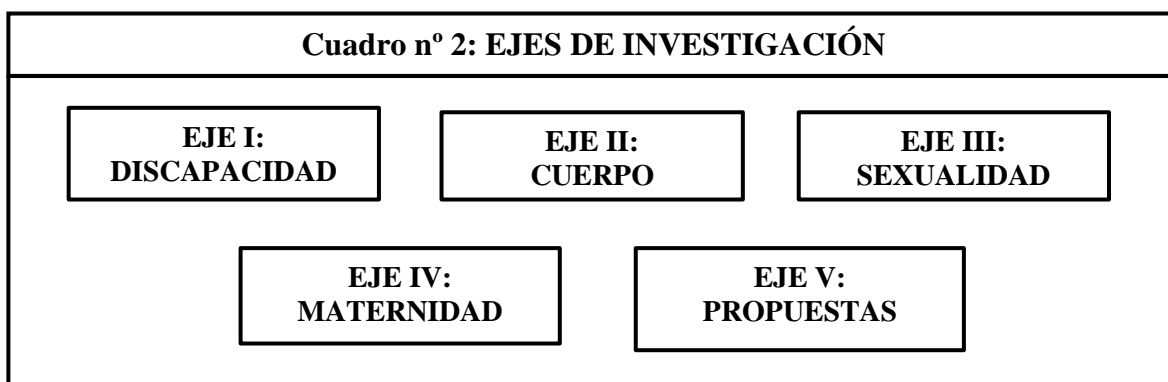 Cuadro nº 2: EJES DE INVESTIGACIÓN
EJE I:
DISCAPACIDAD
EJE II:
CUERPO
EJE III:
SEXUALIDAD
EJE IV:
MATERNIDAD
EJE V:
PROPUESTAS